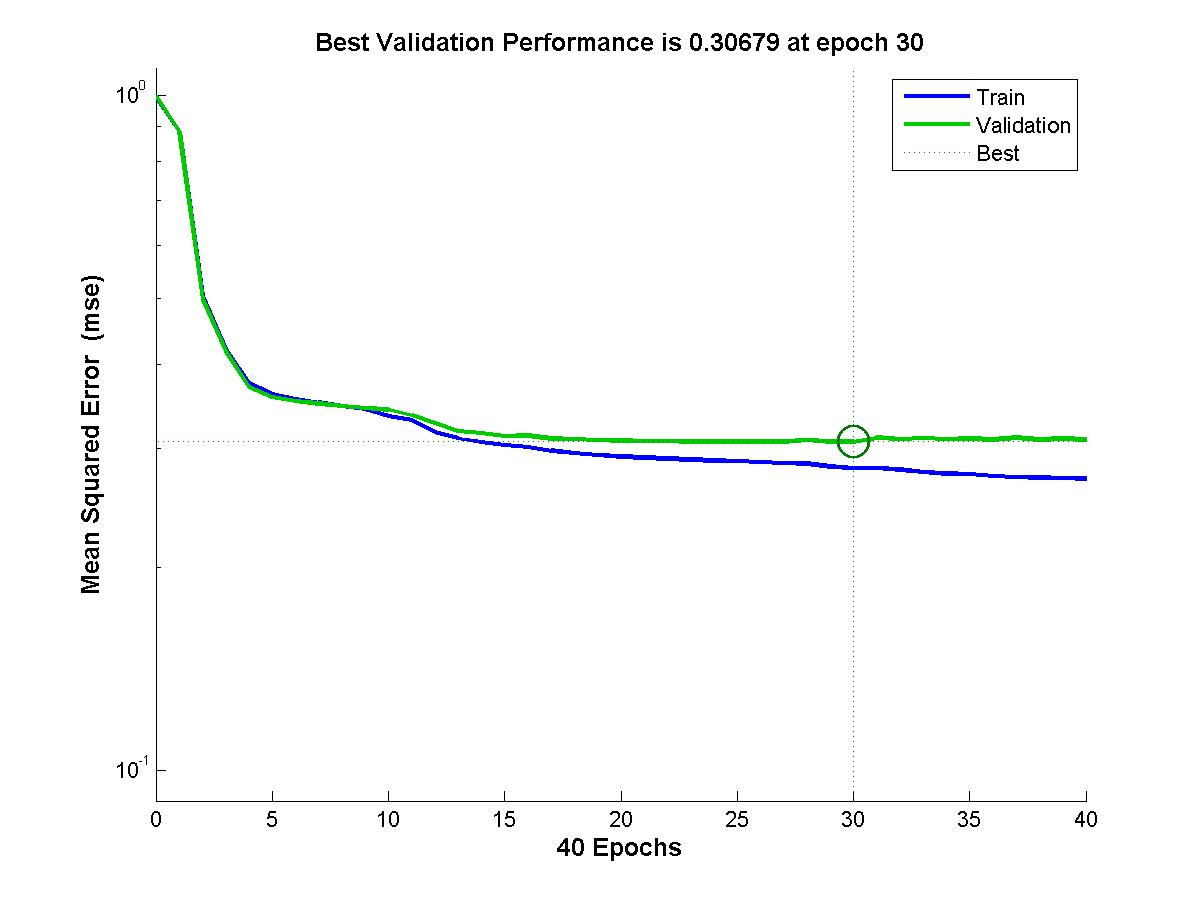 Best Validation Performance is 0.30679 at epoch 30
10^0
Train
Validation
Best
Mean Squared Error (mse)
10^-1
0 5 10 15 20 25 30 35 40
40 Epochs